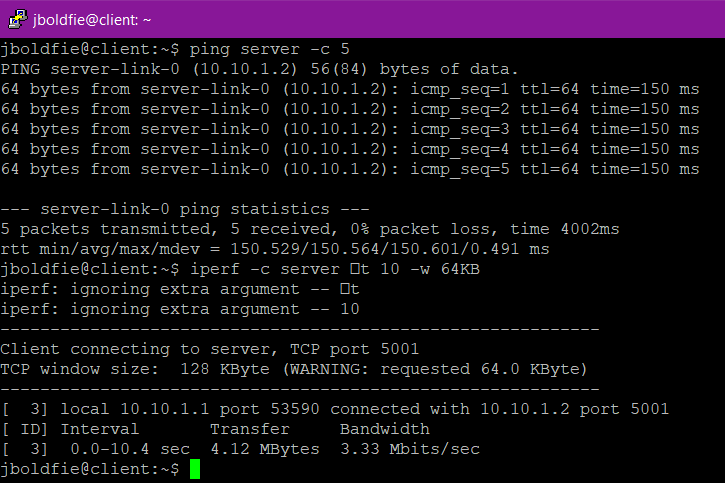 jboldfie@client: ~
jboldfie@client:~$ ping server -c 5
PING server-link-0 (10.10.1.2) 56(84) bytes of data.
64 bytes from server-link-0 (10.10.1.2): icmp_seq=1 ttl=64 time=150 ms
64 bytes from server-link-0 (10.10.1.2): icmp_seq=2 ttl=64 time=150 ms
64 bytes from server-link-0 (10.10.1.2): icmp_seq=3 ttl=64 time=150 ms
64 bytes from server-link-0 (10.10.1.2): icmp_seq=4 ttl=64 time=150 ms
64 bytes from server-link-0 (10.10.1.2): icmp_seq=5 ttl=64 time=150 ms

--- server-link-0 ping statistics ---
5 packets transmitted, 5 received, 0% packet loss, time 4002ms
rtt min/avg/max/mdev = 150.529/150.564/150.601/0.491 ms
jboldfie@client:~$ iperf -c server □t 10 -w 64KB
iperf: ignoring extra argument -- □t
iperf: ignoring extra argument -- 10
------------------------------------------------------------
Client connecting to server, TCP port 5001
TCP window size:  128 KByte (WARNING: requested 64.0 KByte)
------------------------------------------------------------
[  3] local 10.10.1.1 port 53590 connected with 10.10.1.2 port 5001
[ ID] Interval       Transfer     Bandwidth
[  3]  0.0-10.4 sec  4.12 MBytes  3.33 Mbits/sec
jboldfie@client:~$